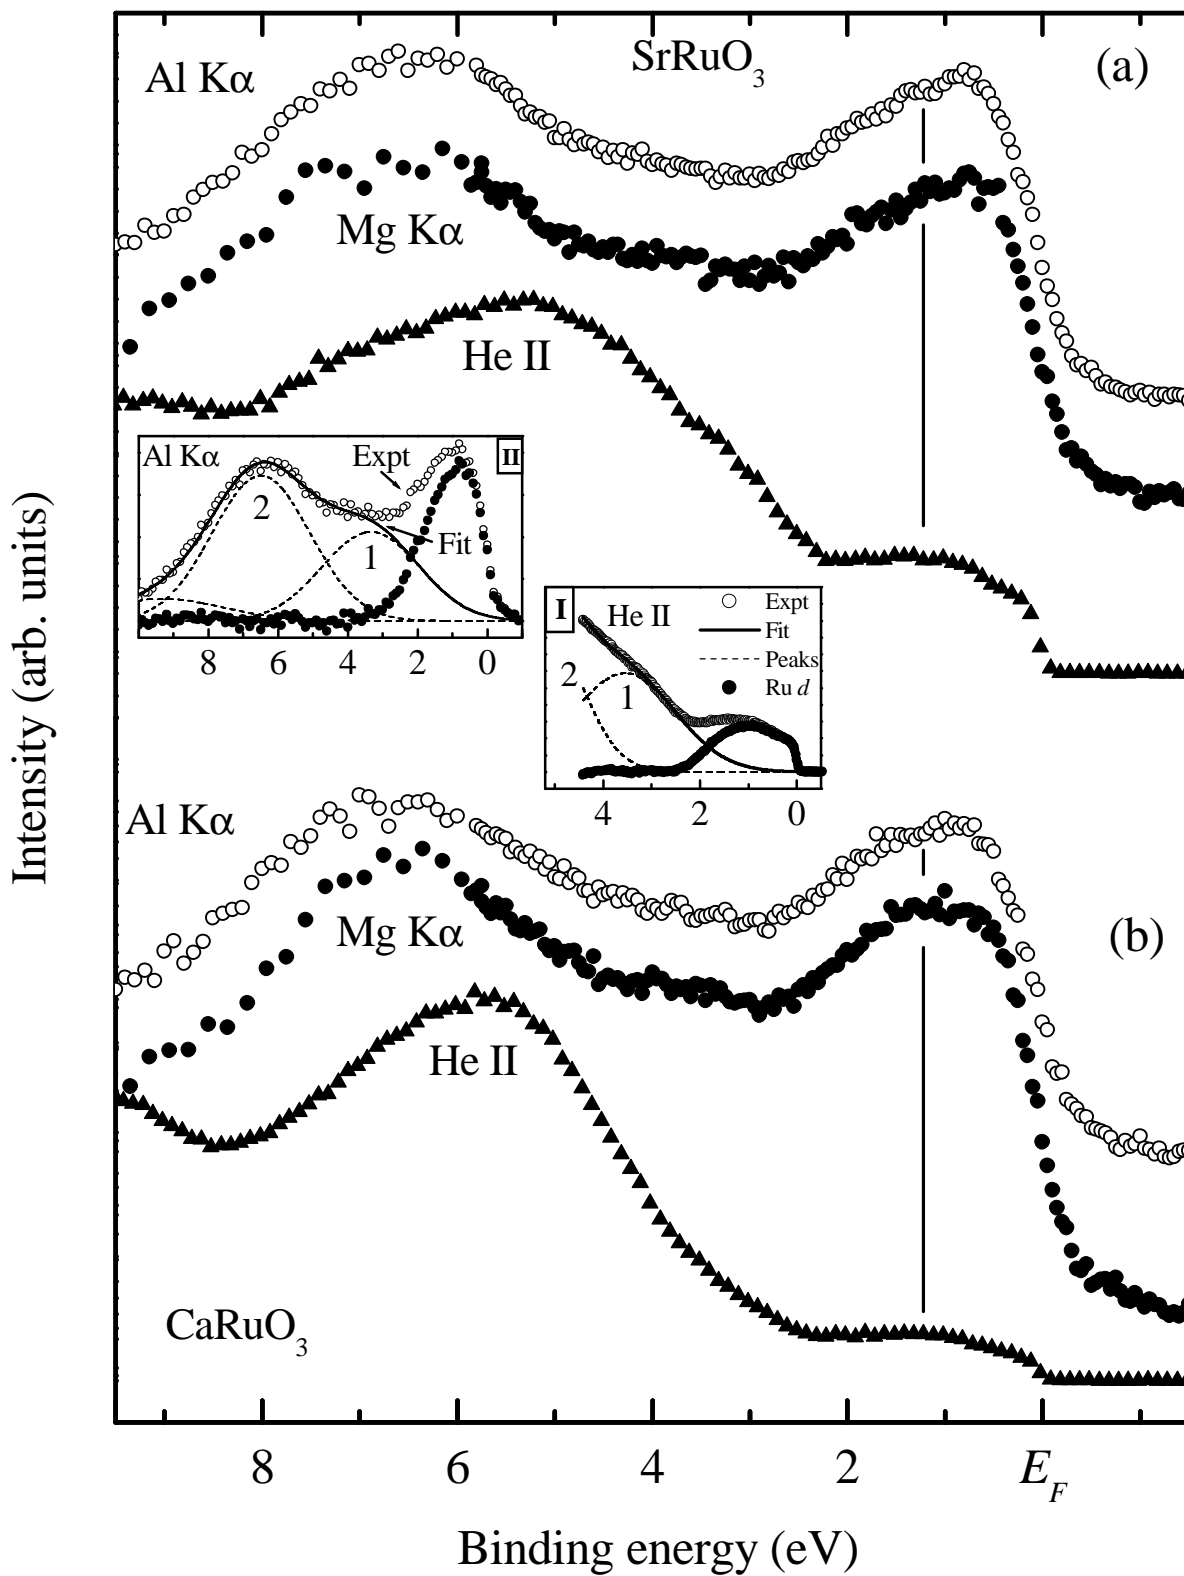 SrRuO₃
(a)
Al Kα
Mg Kα
He II
Al Kα
Expt
II
2
1
Fit
8 6 4 2 0
I
He II
Expt
Fit
Peaks
Ru d
2
1
4 2 0
Intensity (arb. units)
Al Kα
Mg Kα
(b)
He II
CaRuO₃
8 6 4 2 E_F
Binding energy (eV)